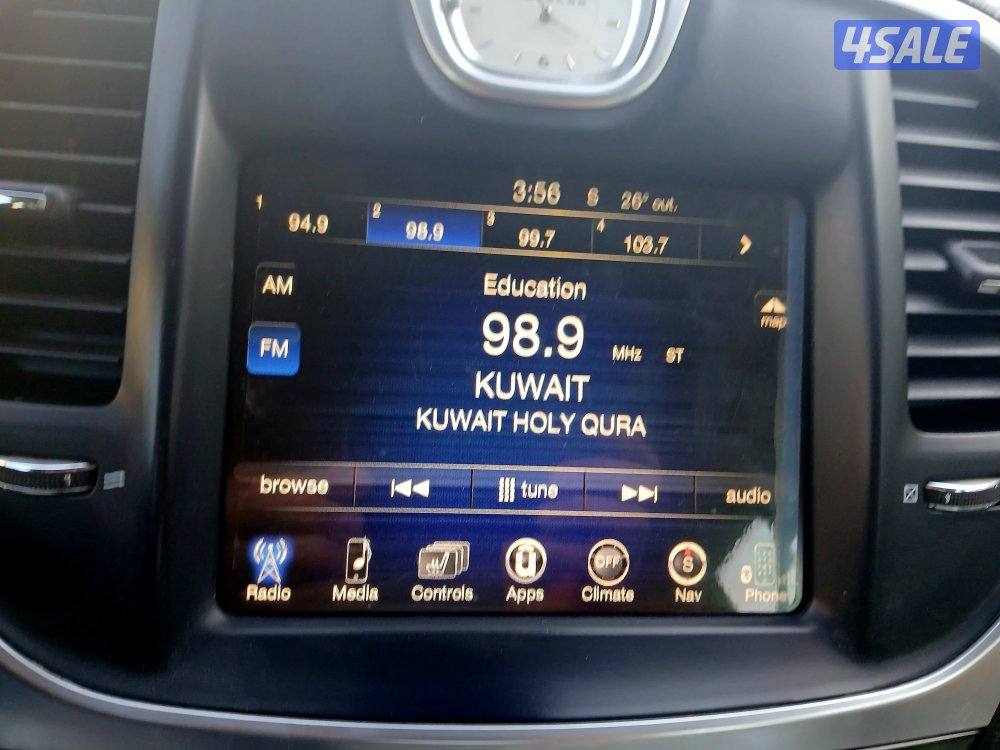 4SALE
3:56 S 26° out.
1 94.9 2 98.9 3 99.7 4 103.7
AM
Education
map
98.9 MHz ST
FM
KUWAIT
KUWAIT HOLY QURA
browse tune audio
OFF S
Radio Media Controls Apps Climate Nav Phone